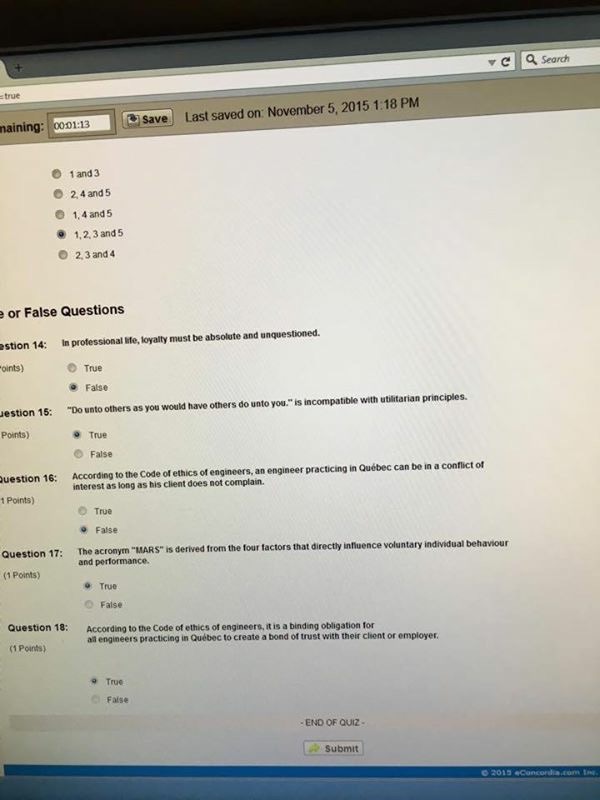 =true
Search
maining: 00:01:13 Save Last saved on: November 5, 2015 1:18 PM
1 and 3
2, 4 and 5
1, 4 and 5
1, 2, 3 and 5
2, 3 and 4
e or False Questions
estion 14: In professional life, loyalty must be absolute and unquestioned.
oints)
True
False
uestion 15: "Do unto others as you would have others do unto you." is incompatible with utilitarian principles.
Points)
True
False
Question 16: According to the Code of ethics of engineers, an engineer practicing in Québec can be in a conflict of
interest as long as his client does not complain.
1 Points)
True
False
Question 17: The acronym "MARS" is derived from the four factors that directly influence voluntary individual behaviour
and performance.
(1 Points)
True
False
Question 18: According to the Code of ethics of engineers, it is a binding obligation for
all engineers practicing in Québec to create a bond of trust with their client or employer.
(1 Points)
True
False
- END OF QUIZ -
Submit
© 2015 eConcordia.com Inc.